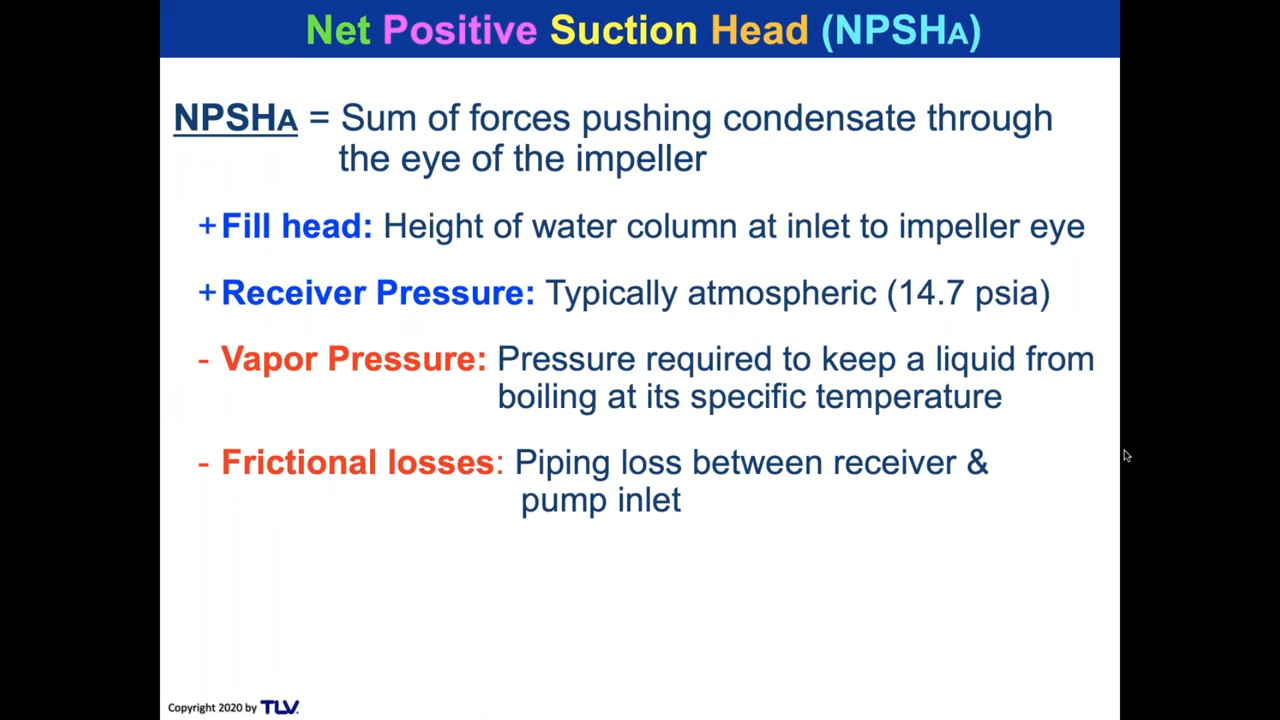 Net Positive Suction Head (NPSHA)
NPSHA = Sum of forces pushing condensate through
the eye of the impeller
+ Fill head: Height of water column at inlet to impeller eye
+ Receiver Pressure: Typically atmospheric (14.7 psia)
- Vapor Pressure: Pressure required to keep a liquid from
boiling at its specific temperature
- Frictional losses: Piping loss between receiver &
pump inlet
Copyright 2020 by TLV.